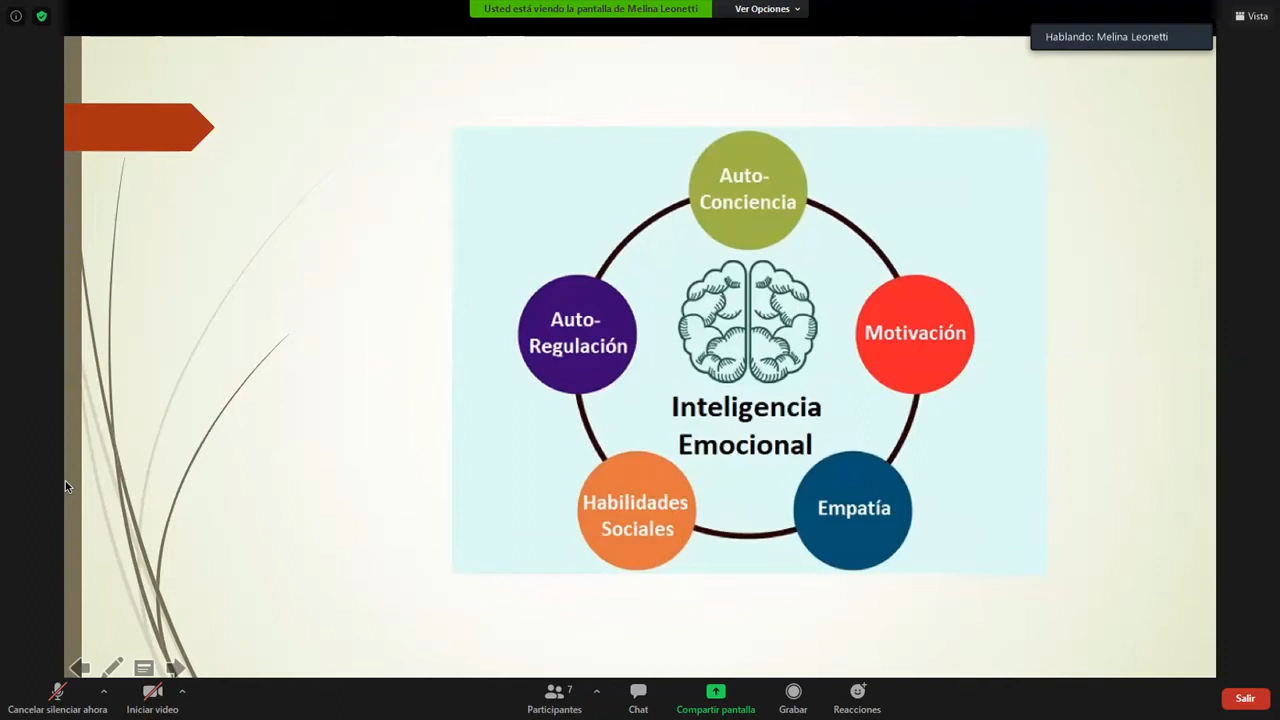 Usted está viendo la pantalla de Melina Leonetti
Ver Opciones
Vista
Hablando: Melina Leonetti
Auto-
Conciencia
Auto-
Regulación
Motivación
Inteligencia
Emocional
Habilidades
Sociales
Empatía
Cancelar silenciar ahora
Iniciar video
7
Participantes
Chat
Compartir pantalla
Grabar
Reacciones
Salir